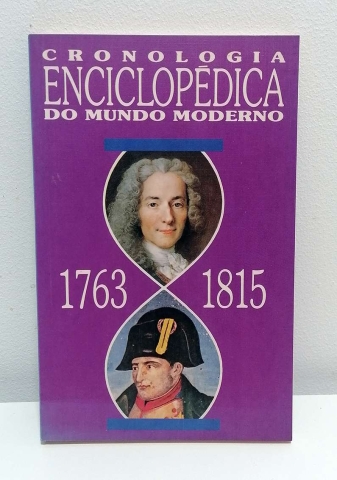 CRONOLOGIA
ENCICLOPÉDICA
DO MUNDO MODERNO
1763 1815